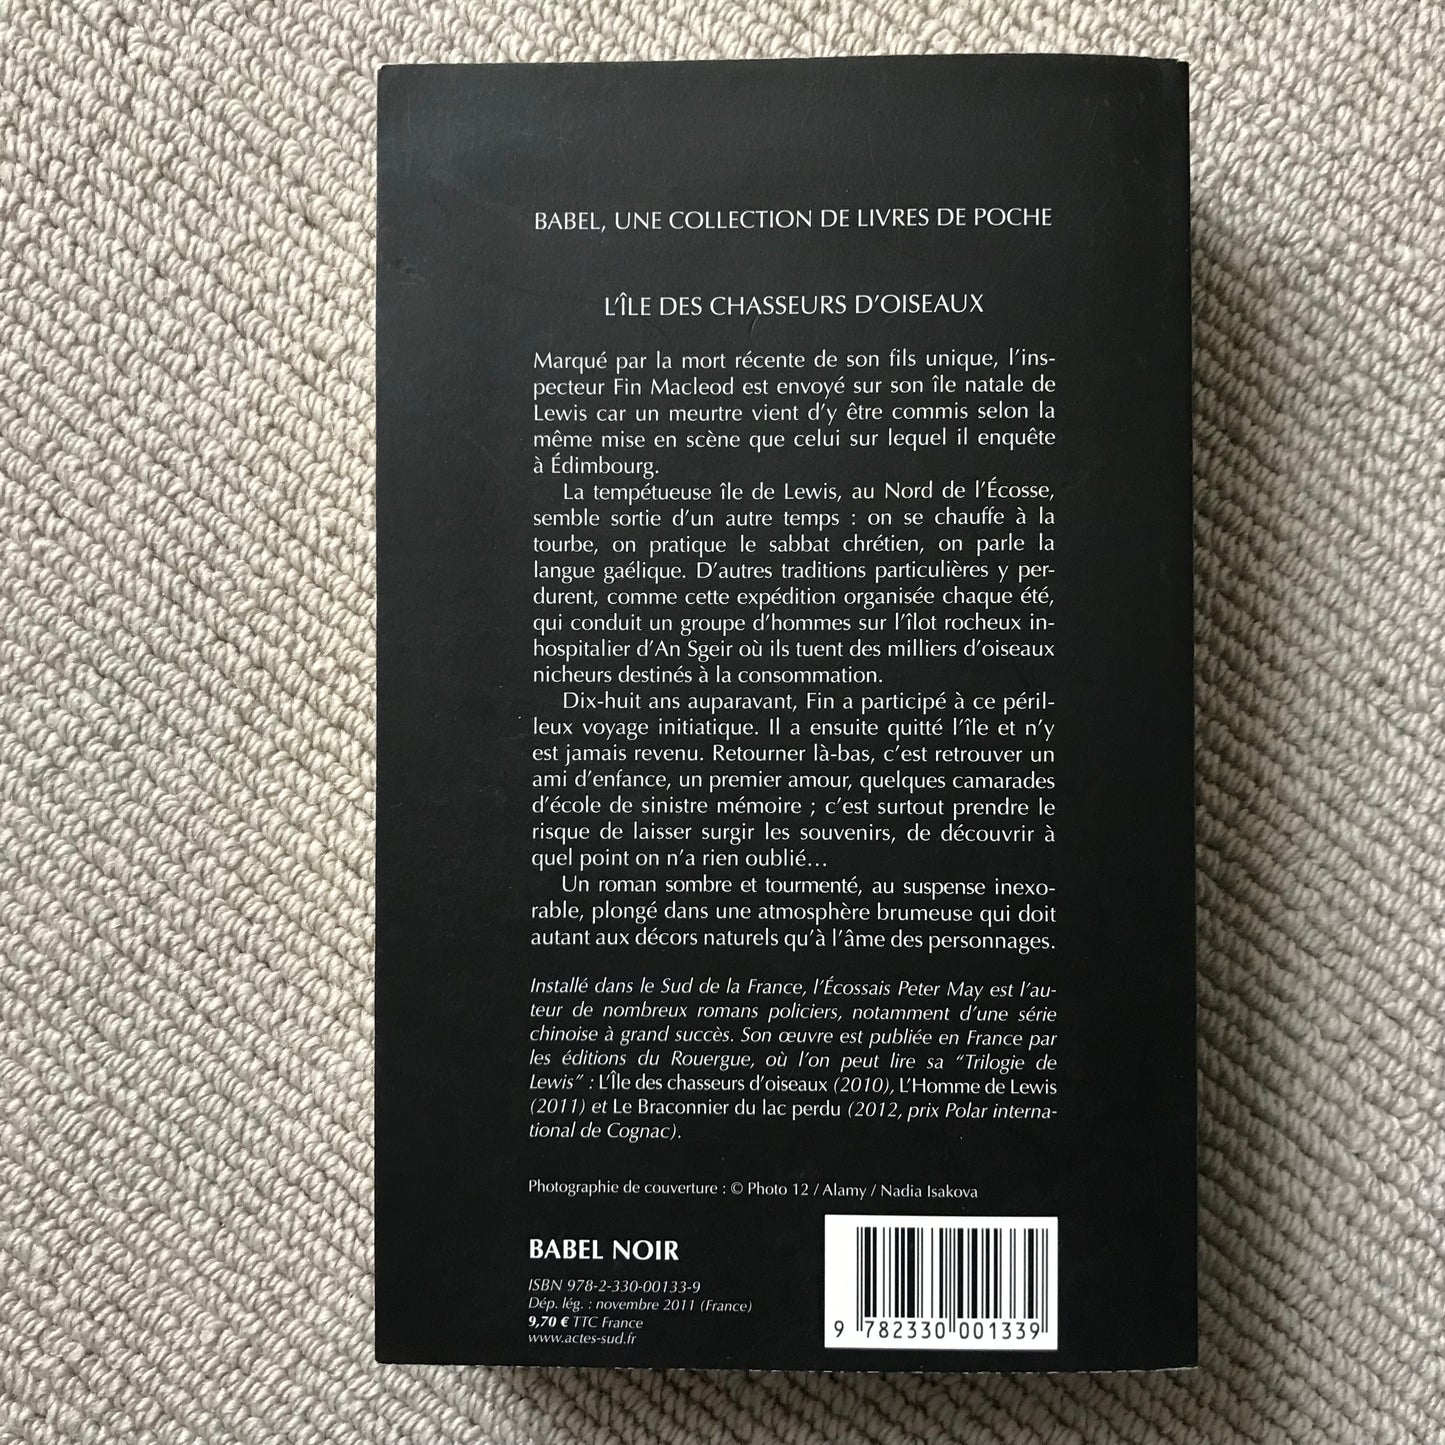 BABEL, UNE COLLECTION DE LIVRES DE POCHE
L'ÎLE DES CHASSEURS D'OISEAUX
Marqué par la mort récente de son fils unique, l'ins-
pecteur Fin Macleod est envoyé sur son île natale de
Lewis car un meurtre vient d'y être commis selon la
même mise en scène que celui sur lequel il enquête
à Édimbourg.
La tempétueuse île de Lewis, au Nord de l'Écosse,
semble sortie d'un autre temps : on se chauffe à la
tourbe, on pratique le sabbat chrétien, on parle la
langue gaélique. D'autres traditions particulières y per-
durent, comme cette expédition organisée chaque été,
qui conduit un groupe d'hommes sur l'îlot rocheux in-
hospitalier d'An Sgeir où ils tuent des milliers d'oiseaux
nicheurs destinés à la consommation.
Dix-huit ans auparavant, Fin a participé à ce péril-
leux voyage initiatique. Il a ensuite quitté l'île et n'y
est jamais revenu. Retourner là-bas, c'est retrouver un
ami d'enfance, un premier amour, quelques camarades
d'école de sinistre mémoire ; c'est surtout prendre le
risque de laisser surgir les souvenirs, de découvrir à
quel point on n'a rien oublié…
Un roman sombre et tourmenté, au suspense inexo-
rable, plongé dans une atmosphère brumeuse qui doit
autant aux décors naturels qu'à l'âme des personnages.
Installé dans le Sud de la France, l'Écossais Peter May est l'au-
teur de nombreux romans policiers, notamment d'une série
chinoise à grand succès. Son œuvre est publiée en France par
les éditions du Rouergue, où l'on peut lire sa "Trilogie de
Lewis" : L'Île des chasseurs d'oiseaux (2010), L'Homme de Lewis
(2011) et Le Braconnier du lac perdu (2012, prix Polar interna-
tional de Cognac).
Photographie de couverture : © Photo 12 / Alamy / Nadia Isakova
BABEL NOIR
ISBN 978-2-330-00133-9
Dép. lég. : novembre 2011 (France)
9,70 € TTC France
www.actes-sud.fr
9 782330 001339